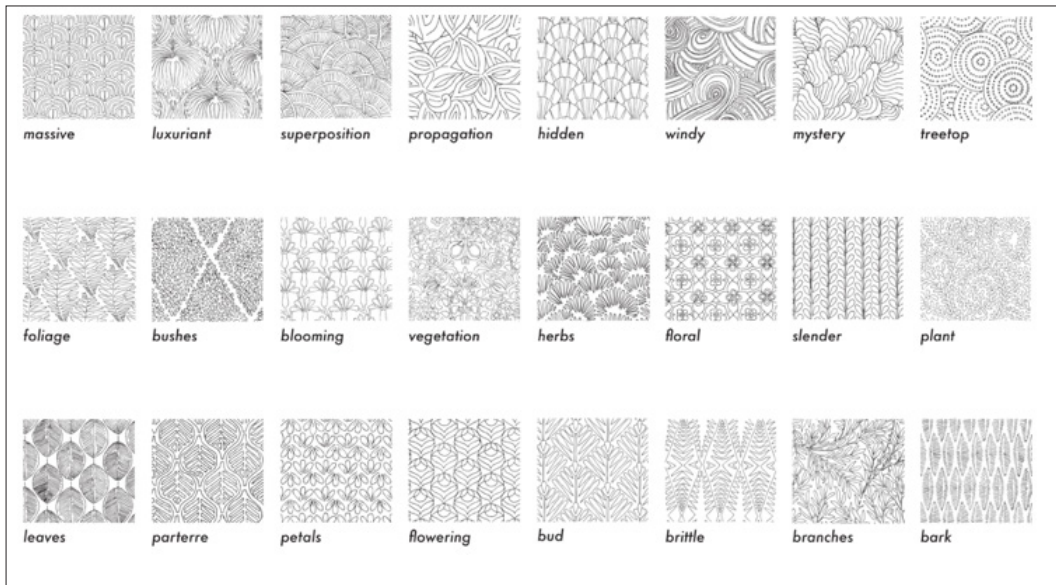 massive luxuriant superposition propagation hidden windy mystery treetop
foliage bushes blooming vegetation herbs floral slender plant
leaves parterre petals flowering bud brittle branches bark